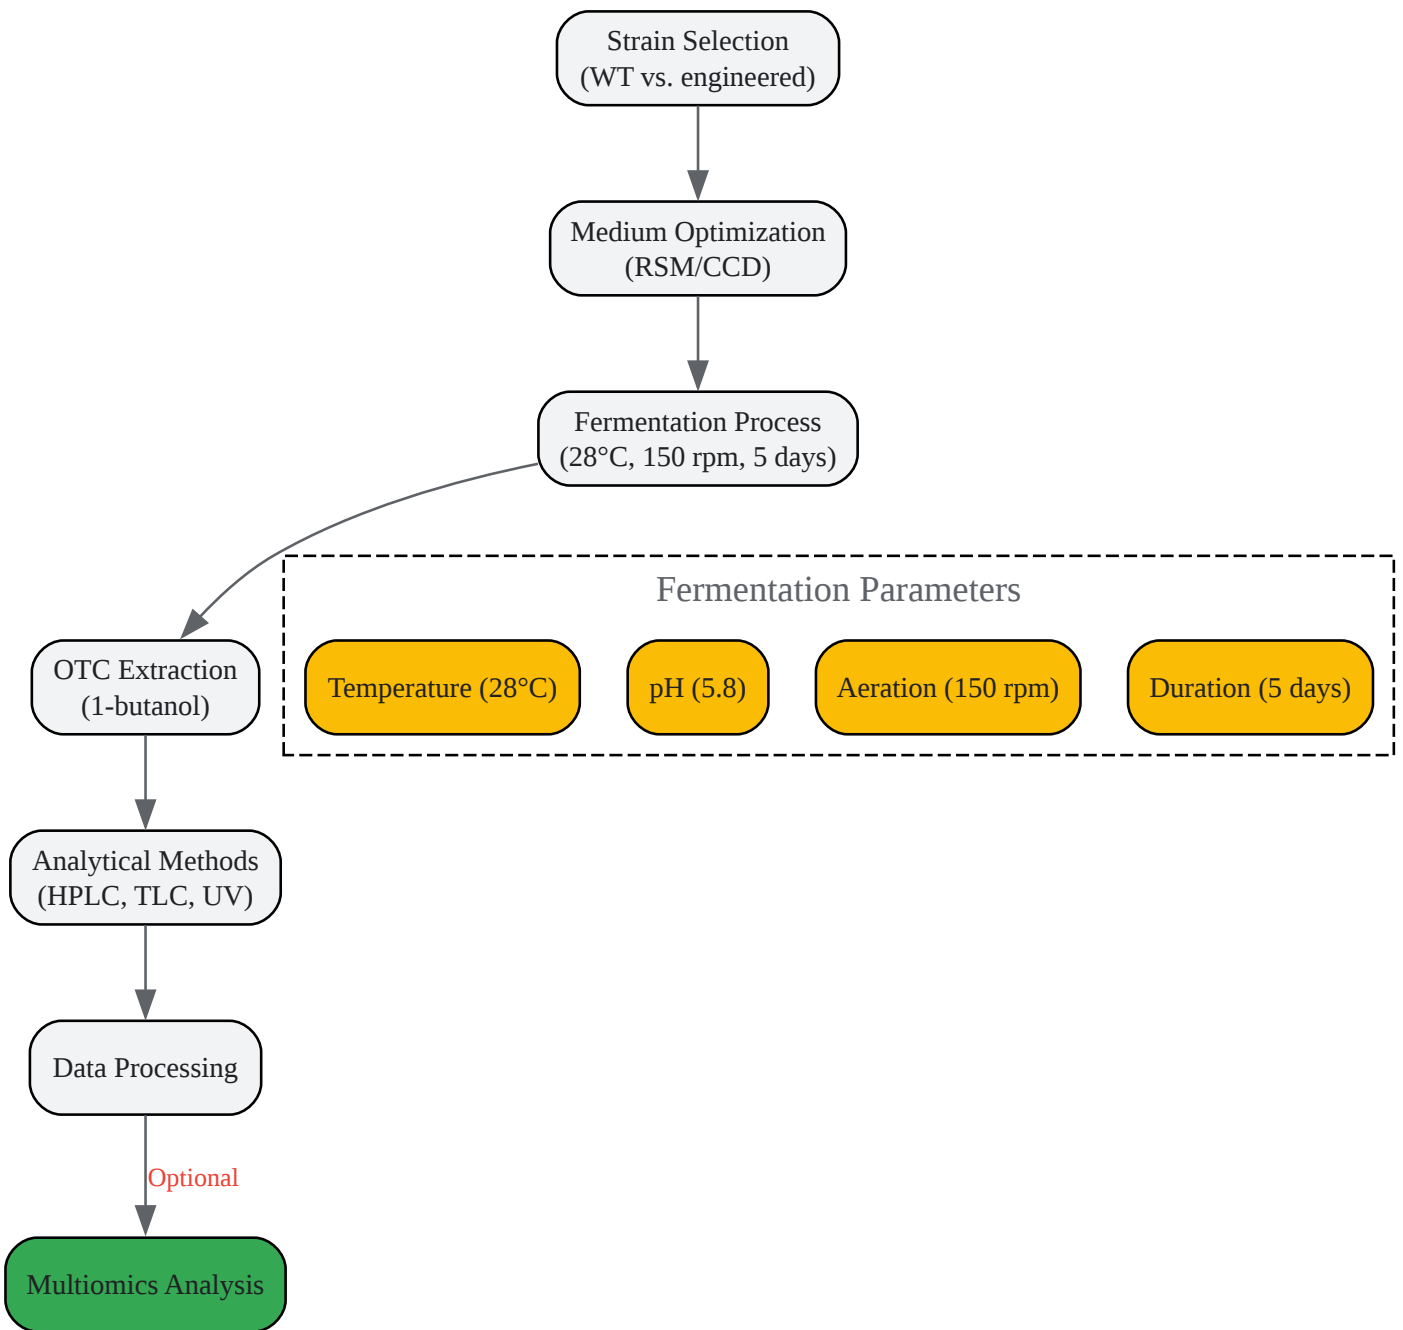 Strain Selection
(WT vs. engineered)
Medium Optimization
(RSM/CCD)
Fermentation Process
(28°C, 150 rpm, 5 days)
Fermentation Parameters
Temperature (28°C)
pH (5.8)
Aeration (150 rpm)
Duration (5 days)
OTC Extraction
(1-butanol)
Analytical Methods
(HPLC, TLC, UV)
Data Processing
Optional
Multiomics Analysis